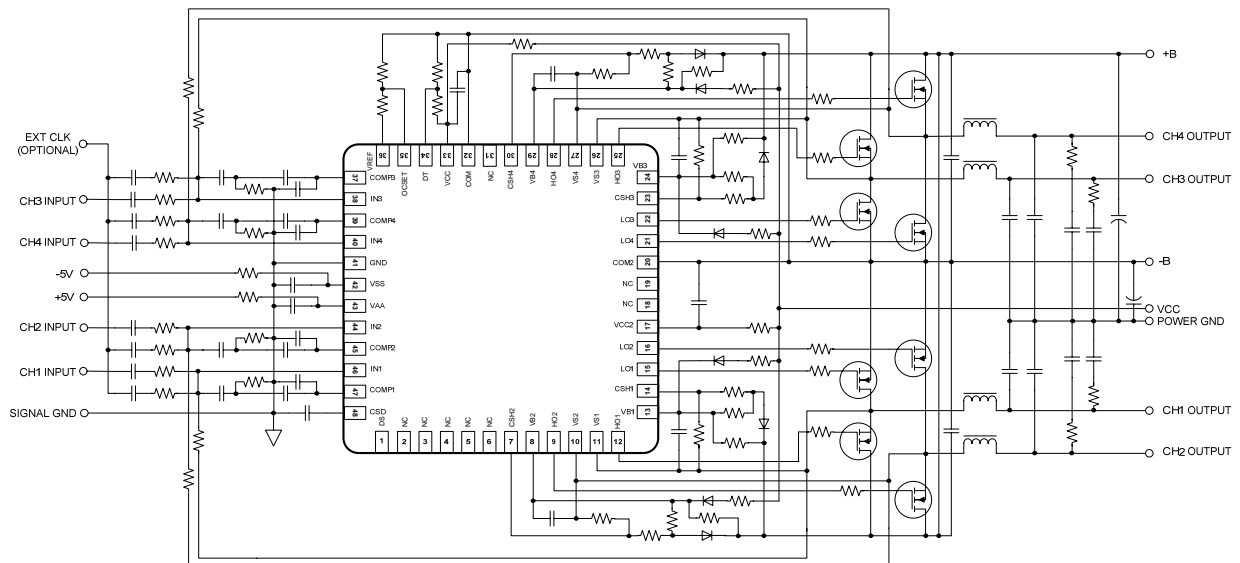 EXT CLK
(OPTIONAL)
CH3 INPUT
CH4 INPUT
-5V
+5V
CH2 INPUT
CH1 INPUT
SIGNAL GND
36 VREF
35 OCSET
34 DT
33 VCC
32 COM
31 NC
30 CSH4
29 VB4
28 HO4
27 VS4
26 VS3
25 HO3
37 COMP3
38 IN3
39 COMP4
40 IN4
41 GND
42 VSS
43 VAA
44 IN2
45 COMP2
46 IN1
47 COMP1
48 CSD
VB3 24
CSH3 23
LO3 22
LO4 21
COM2 20
NC 19
NC 18
VCC2 17
LO2 16
LO1 15
CSH1 14
VB1 13
DS 1
NC 2
NC 3
NC 4
NC 5
NC 6
CSH2 7
VB2 8
HO2 9
VS2 10
VS1 11
HO1 12
+B
CH4 OUTPUT
CH3 OUTPUT
-B
VCC
POWER GND
CH1 OUTPUT
CH2 OUTPUT